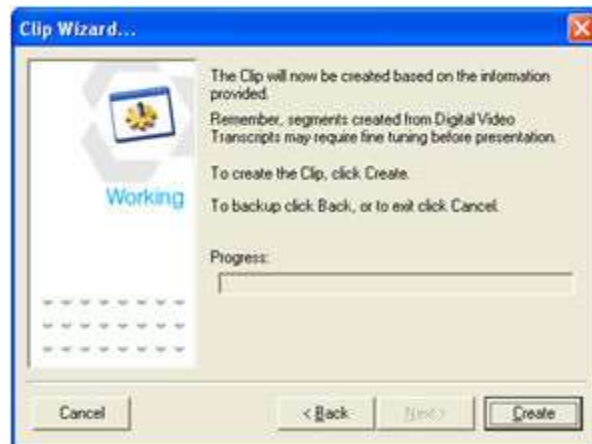 Clip Wizard...
The Clip will now be created based on the information
provided.
Remember, segments created from Digital Video
Transcripts may require fine tuning before presentation.
To create the Clip, click Create.
Working
To backup click Back, or to exit click Cancel.
Progress:
Cancel
< Back
Next >
Create